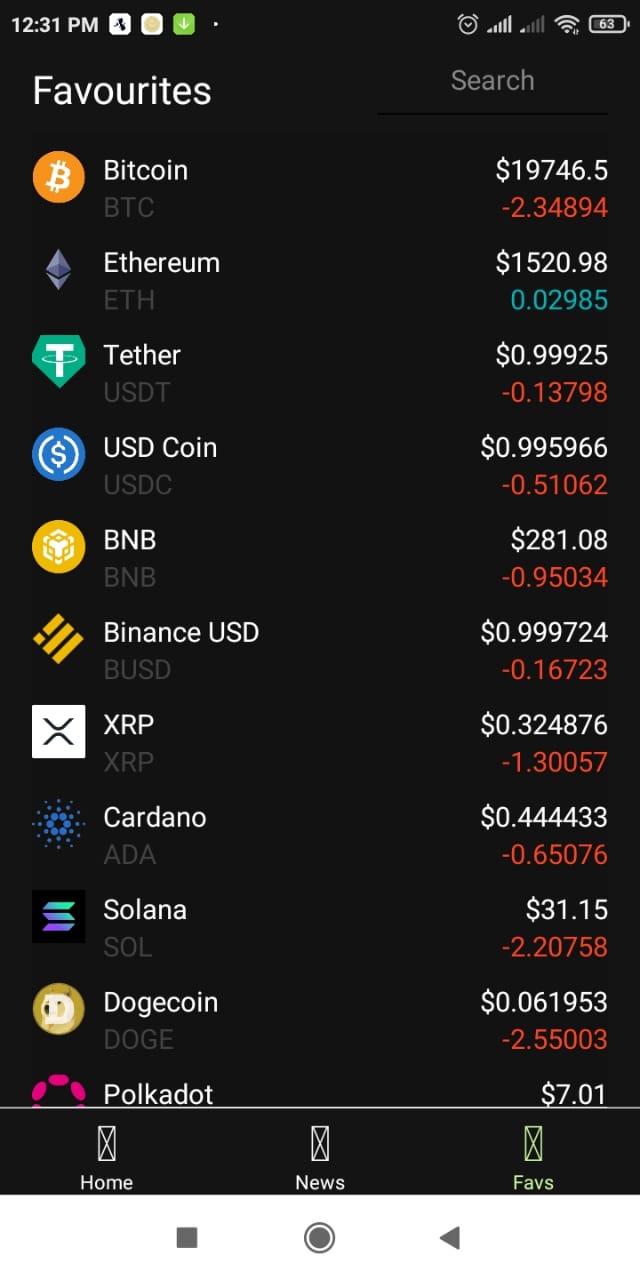 12:31 PM
63
Favourites
Search
Bitcoin
$19746.5
BTC
-2.34894
Ethereum
$1520.98
ETH
0.02985
Tether
$0.99925
USDT
-0.13798
USD Coin
$0.995966
USDC
-0.51062
BNB
$281.08
BNB
-0.95034
Binance USD
$0.999724
BUSD
-0.16723
XRP
$0.324876
XRP
-1.30057
Cardano
$0.444433
ADA
-0.65076
Solana
$31.15
SOL
-2.20758
Dogecoin
$0.061953
DOGE
-2.55003
Polkadot
$7.01
Home
News
Favs